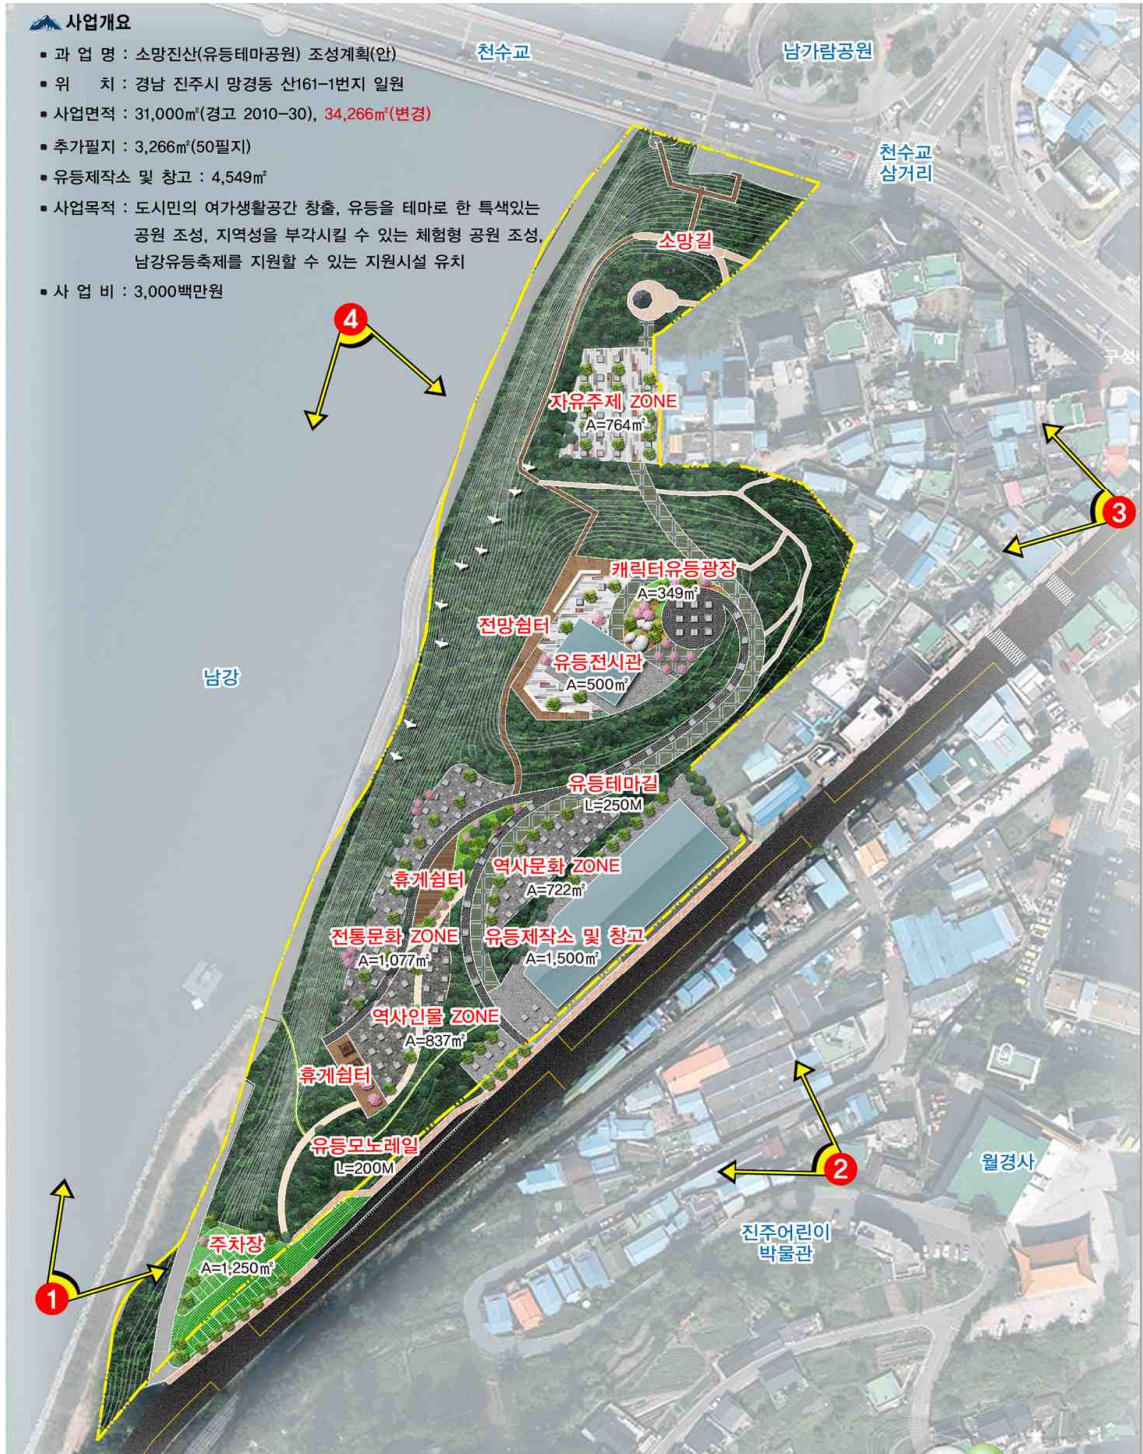 사업개요
▪ 과 업 명 : 소망진산(유등테마공원) 조성계획(안)
▪ 위 치 : 경남 진주시 망경동 산161-1번지 일원
▪ 사업면적 : 31,000㎡(경고 2010-30), 34,266㎡(변경)
▪ 추가필지 : 3,266㎡(50필지)
▪ 유등제작소 및 창고 : 4,549㎡
▪ 사업목적 : 도시민의 여가생활공간 창출, 유등을 테마로 한 특색있는
공원 조성, 지역성을 부각시킬 수 있는 체험형 공원 조성,
남강유등축제를 지원할 수 있는 지원시설 유치
▪ 사 업 비 : 3,000백만원
천수교
남가람공원
천수교
삼거리
소망길
4
구성
자유주제 ZONE
A=764㎡
3
캐릭터유등광장
A=349㎡
전망쉼터
유등전시관
A=500㎡
남강
유등테마길
L=250M
역사문화 ZONE
A=722㎡
휴게쉼터
전통문화 ZONE
A=1,077㎡
유등제작소 및 창고
A=1,500㎡
역사인물 ZONE
A=837㎡
휴게쉼터
유등모노레일
L=200M
2
월경사
진주어린이
박물관
주차장
A=1,250㎡
1